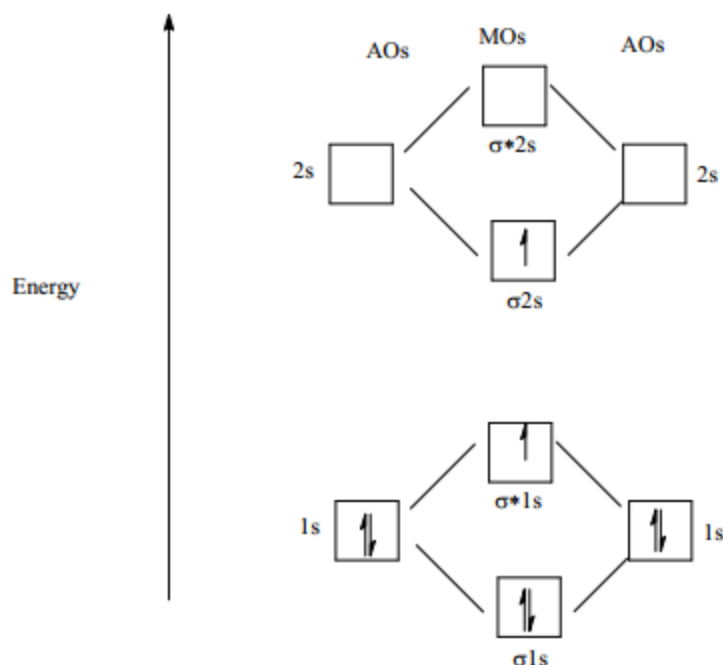 AOs MOs AOs
σ*2s
2s 2s
Energy
σ2s
σ*1s
1s 1s
σ1s